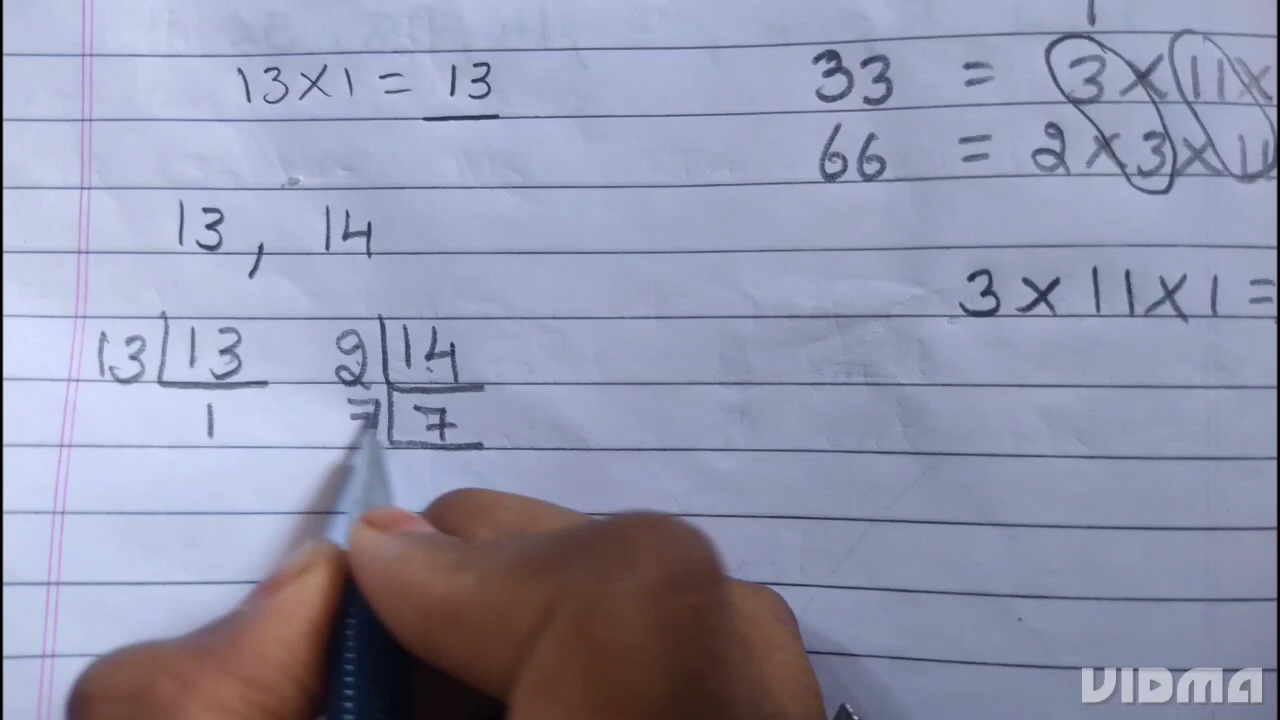 13×1 = 13
33 = 3×11×
66 = 2×3×11
13, 14
3×11×1 =
13 13 2 14
1 7 7
VIDMA